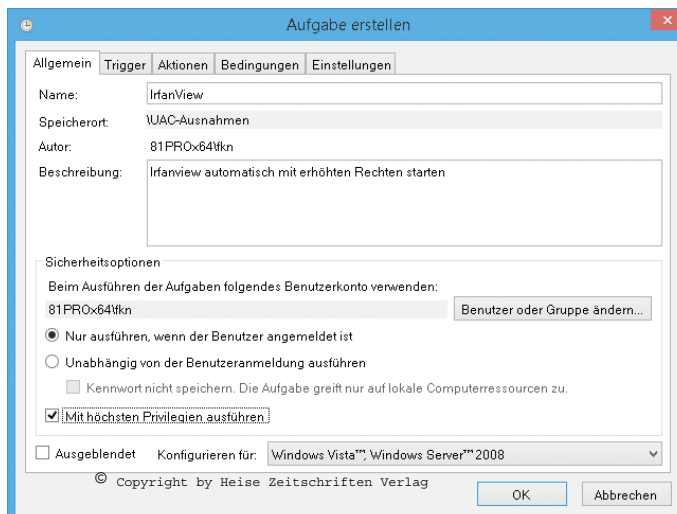 Aufgabe erstellen
Allgemein Trigger Aktionen Bedingungen Einstellungen
Name: IrfanView
Speicherort: \UAC-Ausnahmen
Autor: 81PROx64\fkn
Beschreibung: Irfanview automatisch mit erhöhten Rechten starten
Sicherheitsoptionen
Beim Ausführen der Aufgaben folgendes Benutzerkonto verwenden:
81PROx64\fkn Benutzer oder Gruppe ändern...
Nur ausführen, wenn der Benutzer angemeldet ist
Unabhängig von der Benutzeranmeldung ausführen
Kennwort nicht speichern. Die Aufgabe greift nur auf lokale Computerressourcen zu.
Mit höchsten Privilegien ausführen
Ausgeblendet Konfigurieren für: Windows Vista™, Windows Server™ 2008
© Copyright by Heise Zeitschriften Verlag
OK Abbrechen